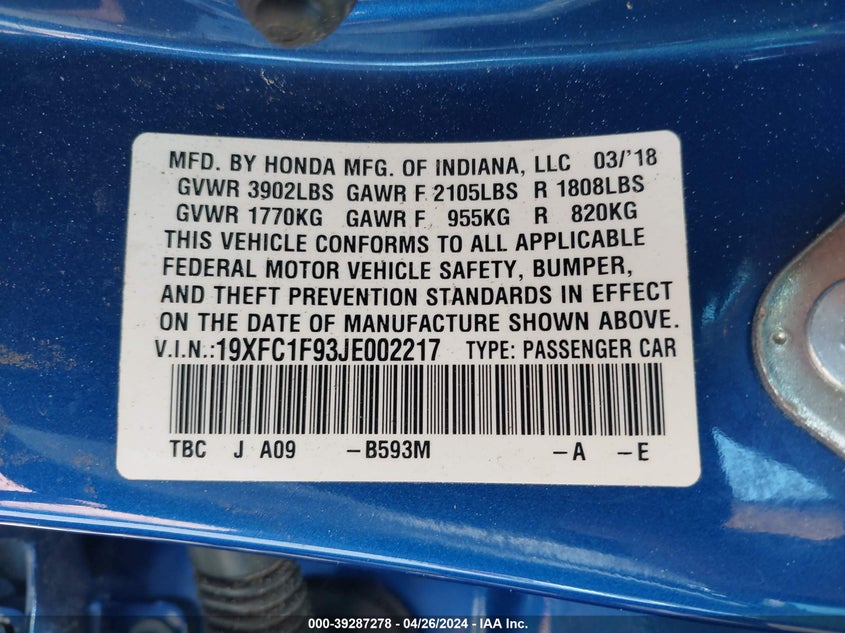 MFD. BY HONDA MFG. OF INDIANA, LLC 03/'18
GVWR 3902LBS GAWR F 2105LBS R 1808LBS
GVWR 1770KG GAWR F 955KG R 820KG
THIS VEHICLE CONFORMS TO ALL APPLICABLE
FEDERAL MOTOR VEHICLE SAFETY, BUMPER,
AND THEFT PREVENTION STANDARDS IN EFFECT
ON THE DATE OF MANUFACTURE SHOWN ABOVE.
V.I.N.:19XFC1F93JE002217 TYPE: PASSENGER CAR
TBC J A09 -B593M -A -E
000-39287278 - 04/26/2024 - IAA Inc.